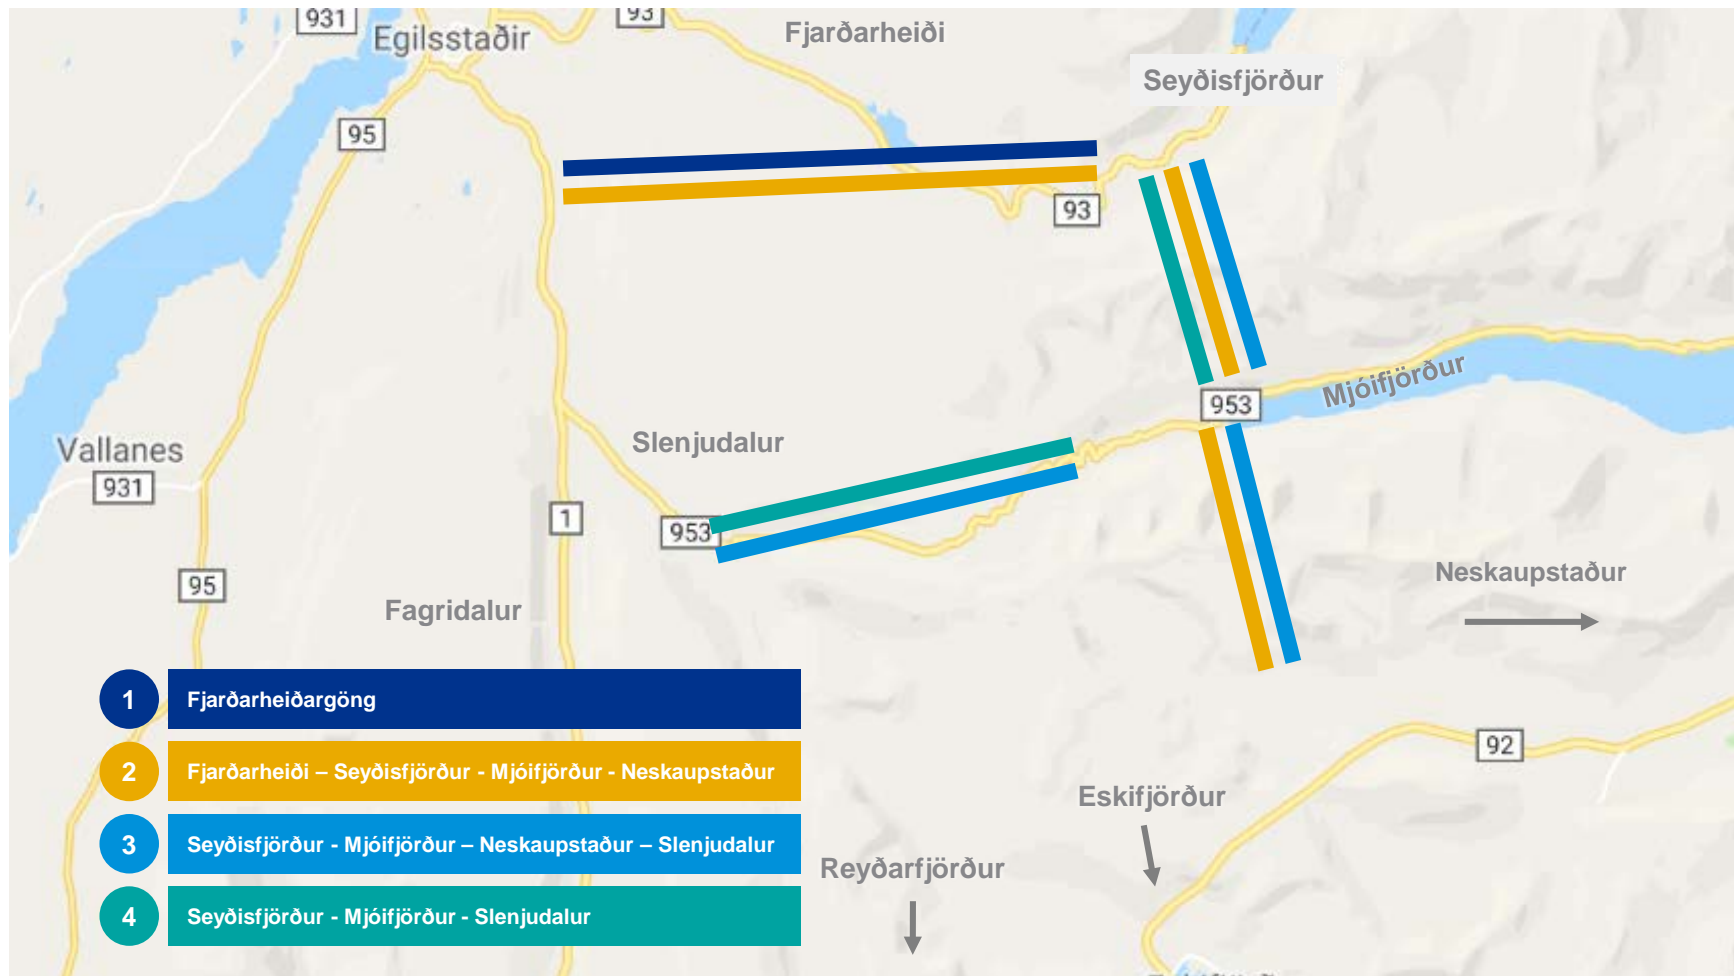 931
93
Fjarðarheiði
Egilsstaðir
Seyðisfjörður
95
93
Mjóifjörður
953
Slenjudalur
Vallanes
931
1
953
Neskaupstaður
95
Fagridalur
1 Fjarðarheiðargöng
92
2 Fjarðarheiði – Seyðisfjörður - Mjóifjörður - Neskaupstaður
Eskifjörður
3 Seyðisfjörður - Mjóifjörður – Neskaupstaður – Slenjudalur
Reyðarfjörður
4 Seyðisfjörður - Mjóifjörður - Slenjudalur